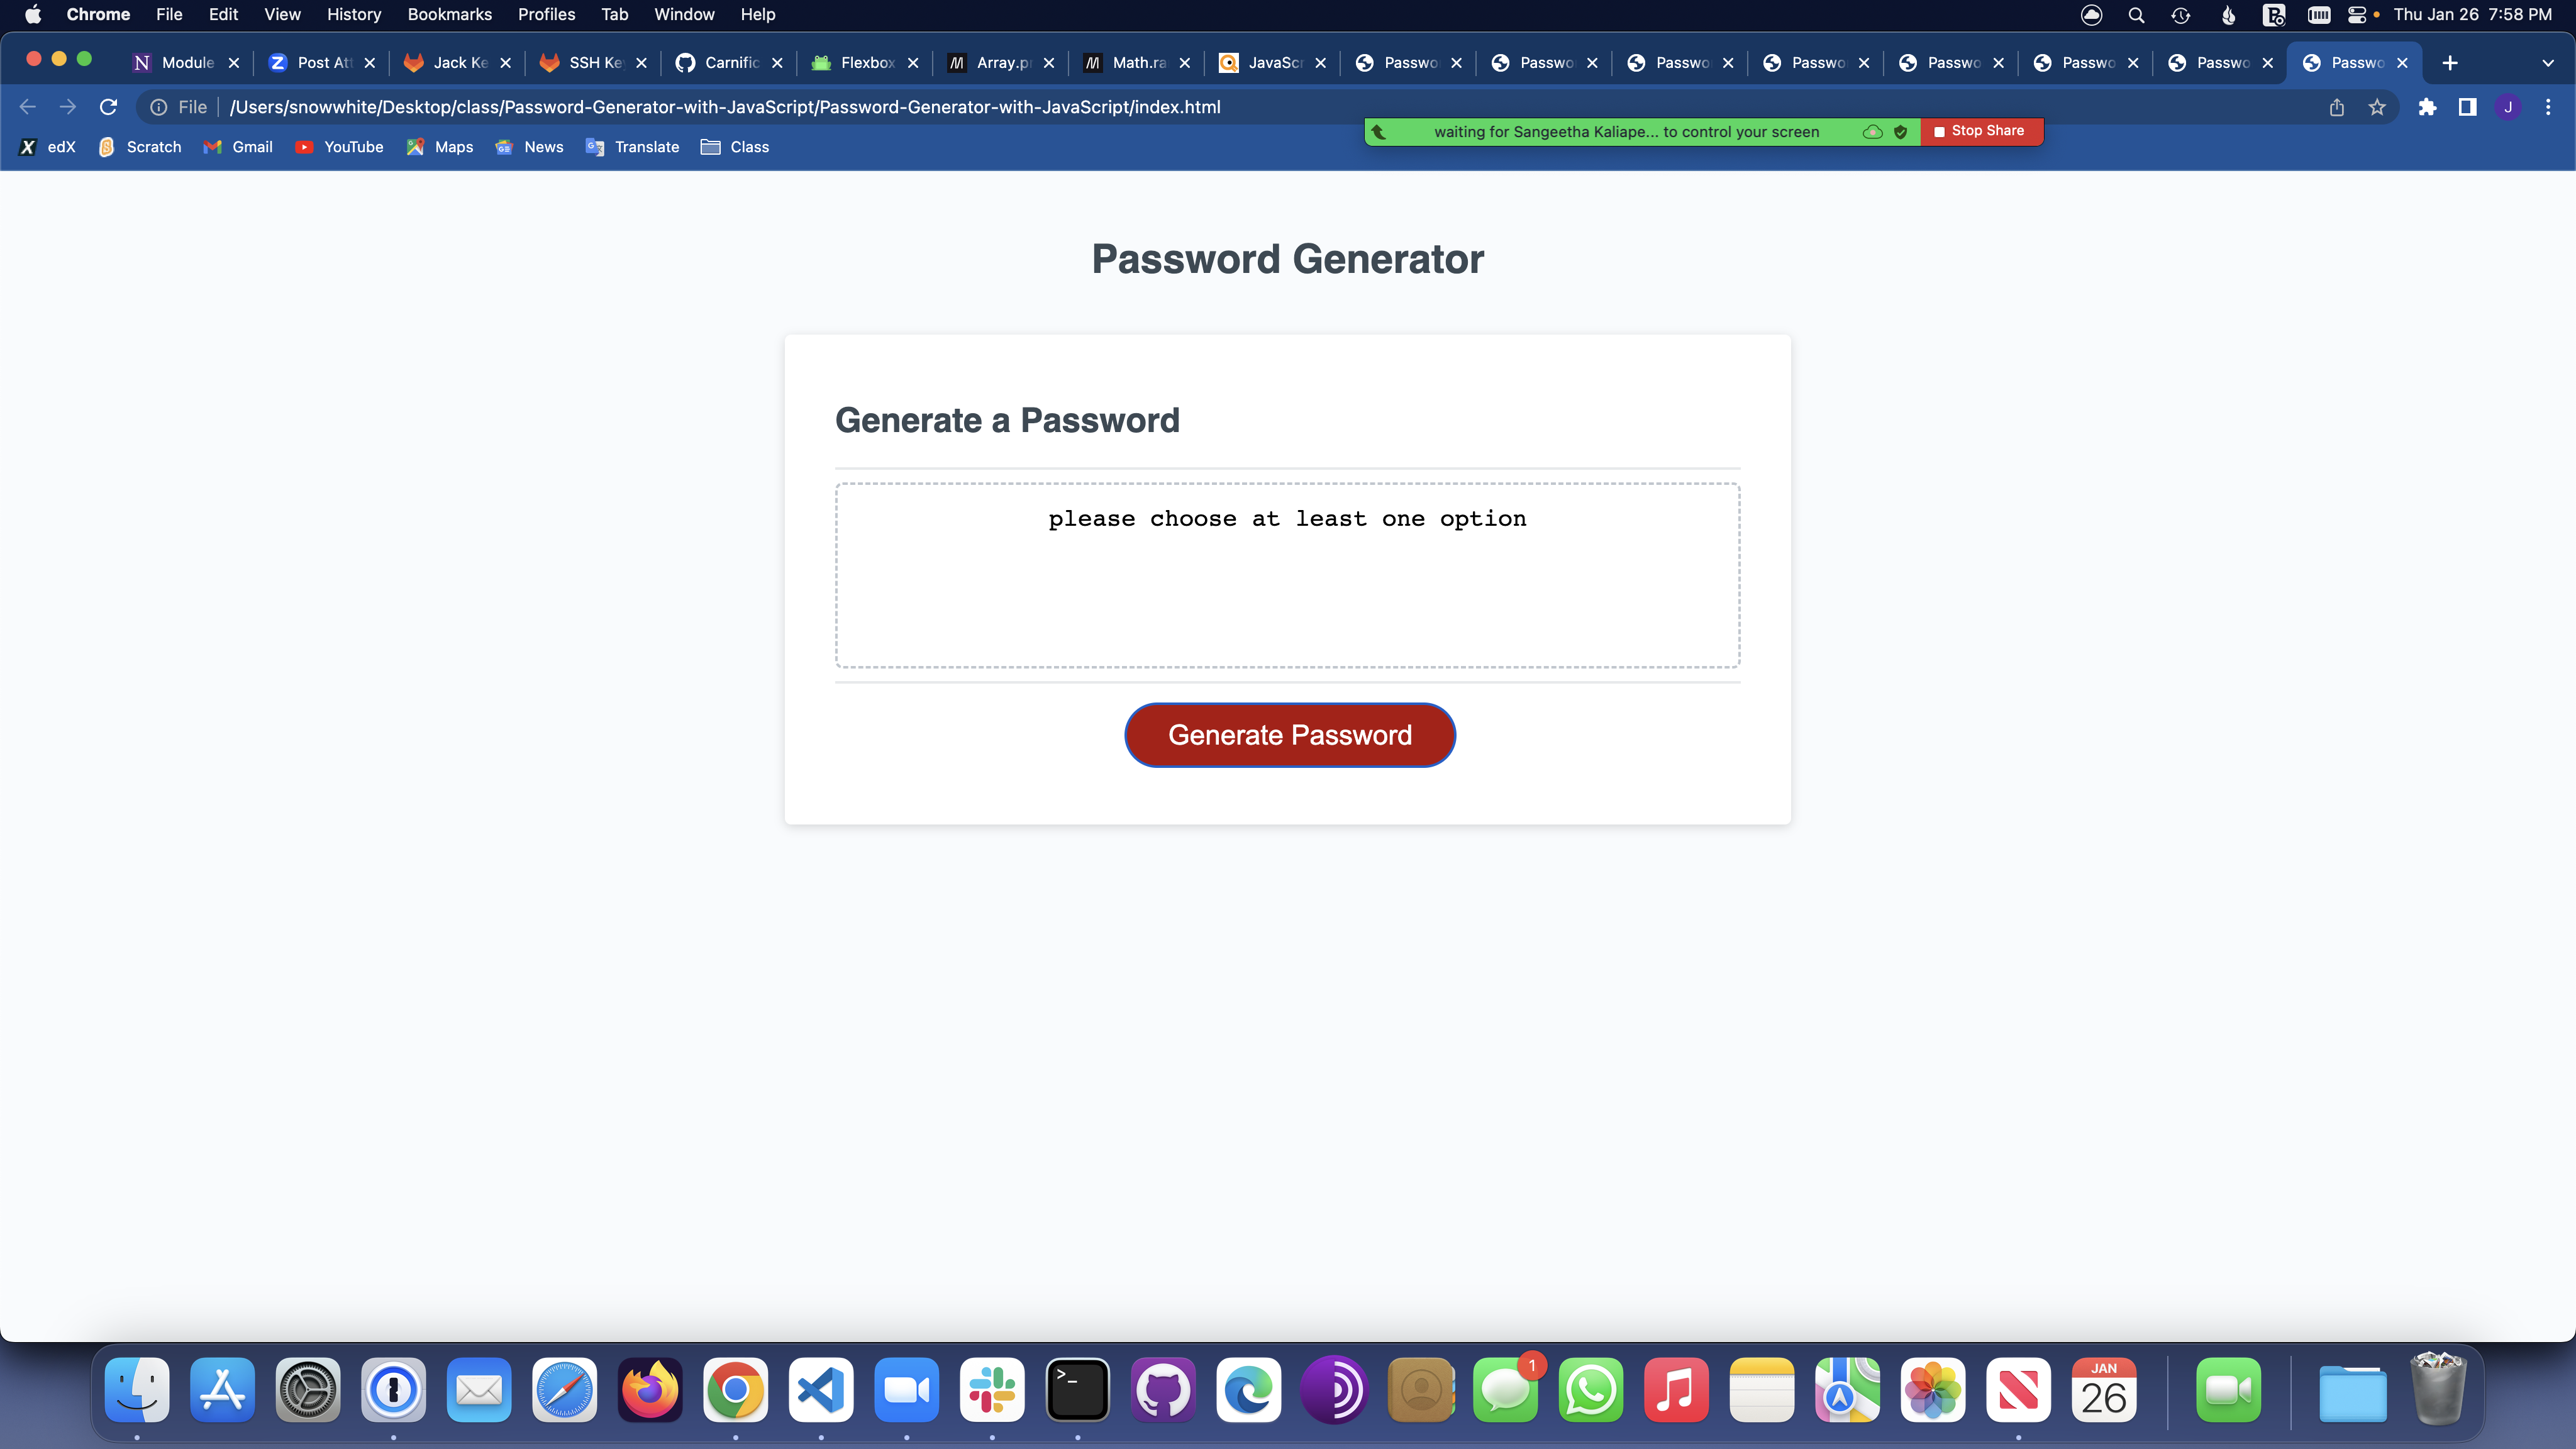 Chrome File Edit View History Bookmarks Profiles Tab Window Help Thu Jan 26 7:58 PM
Module Post Att Jack Ke SSH Ke Carnific Flexbox Array.pr Math.ra JavaScr Passwo Passwo Passwo Passwo Passwo Passwo Passwo Passwo
File /Users/snowwhite/Desktop/class/Password-Generator-with-JavaScript/Password-Generator-with-JavaScript/index.html J
waiting for Sangeetha Kaliape... to control your screen Stop Share
edX Scratch Gmail YouTube Maps News Translate Class
Password Generator
Generate a Password
please choose at least one option
Generate Password
1
JAN
26